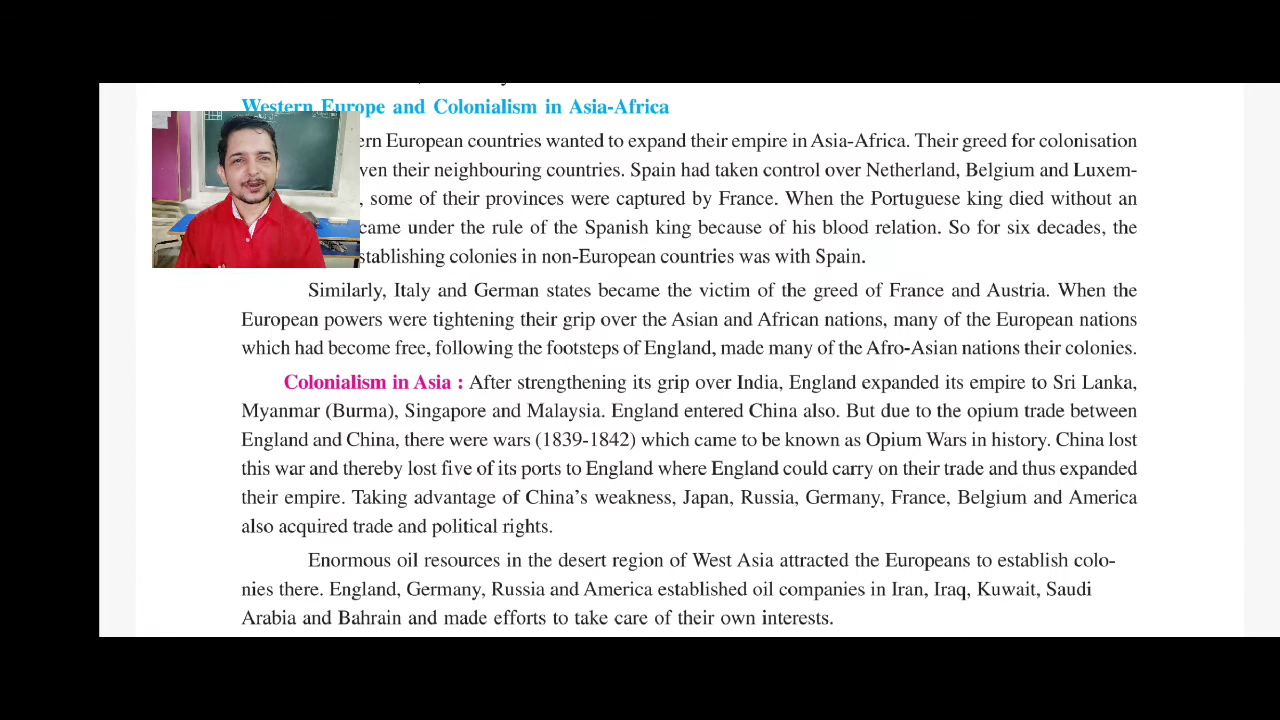 Western Europe and Colonialism in Asia-Africa
European countries wanted to expand their empire in Asia-Africa. Their greed for colonisation
their neighbouring countries. Spain had taken control over Netherland, Belgium and Luxem-
, some of their provinces were captured by France. When the Portuguese king died without an
came under the rule of the Spanish king because of his blood relation. So for six decades, the
colonies in non-European countries was with Spain.
Similarly, Italy and German states became the victim of the greed of France and Austria. When the
European powers were tightening their grip over the Asian and African nations, many of the European nations
which had become free, following the footsteps of England, made many of the Afro-Asian nations their colonies.
Colonialism in Asia : After strengthening its grip over India, England expanded its empire to Sri Lanka,
Myanmar (Burma), Singapore and Malaysia. England entered China also. But due to the opium trade between
England and China, there were wars (1839-1842) which came to be known as Opium Wars in history. China lost
this war and thereby lost five of its ports to England where England could carry on their trade and thus expanded
their empire. Taking advantage of China's weakness, Japan, Russia, Germany, France, Belgium and America
also acquired trade and political rights.
Enormous oil resources in the desert region of West Asia attracted the Europeans to establish colo-
nies there. England, Germany, Russia and America established oil companies in Iran, Iraq, Kuwait, Saudi
Arabia and Bahrain and made efforts to take care of their own interests.